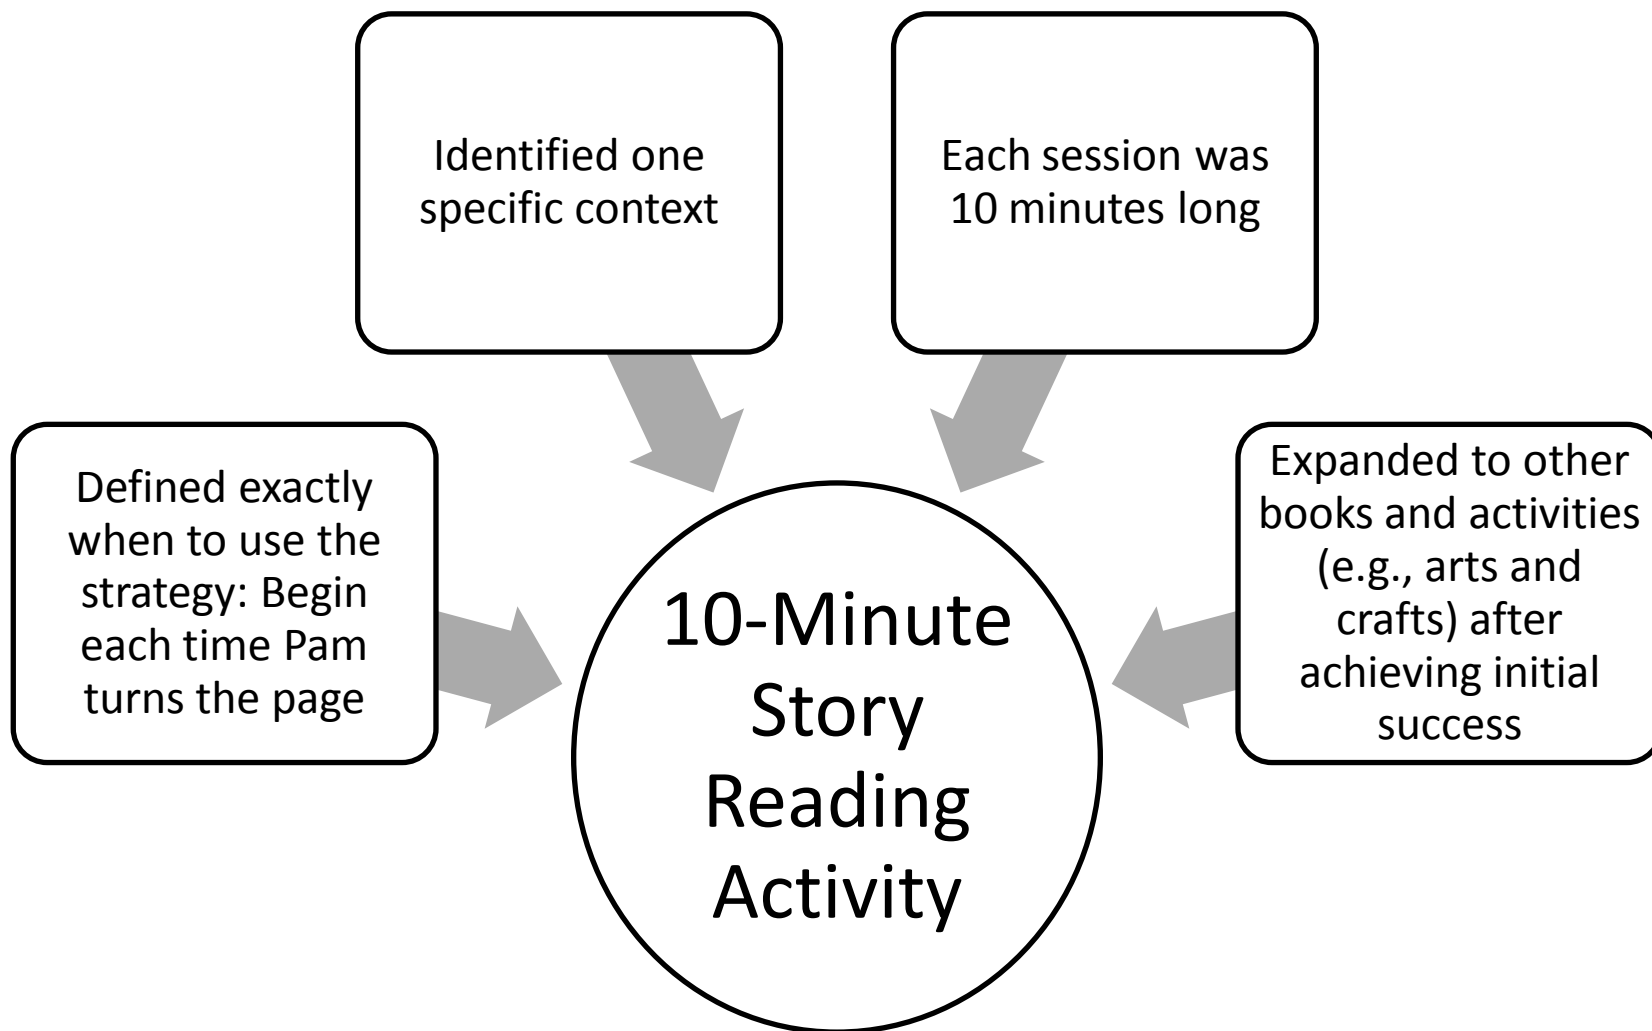 Defined exactly
when to use the
strategy: Begin
each time Pam
turns the page
Identified one
specific context
Each session was
10 minutes long
Expanded to other
books and activities
(e.g., arts and
crafts) after
achieving initial
success
10-Minute
Story
Reading
Activity